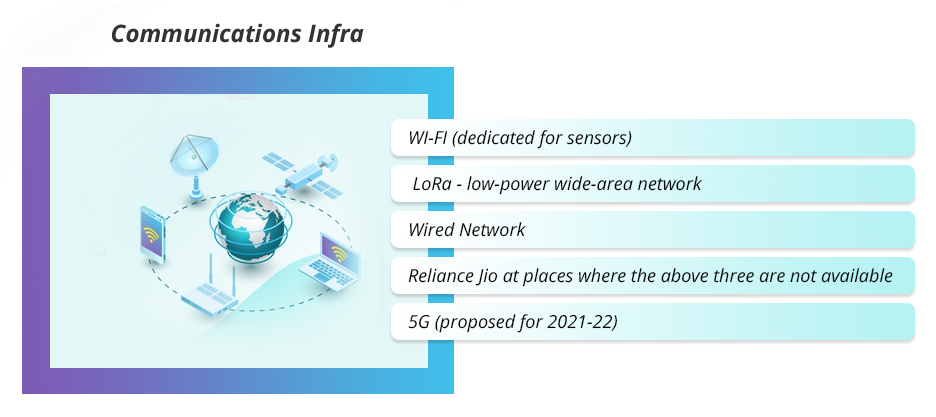 Communications Infra
WI-FI (dedicated for sensors)
LoRa - low-power wide-area network
Wired Network
Reliance Jio at places where the above three are not available
5G (proposed for 2021-22)